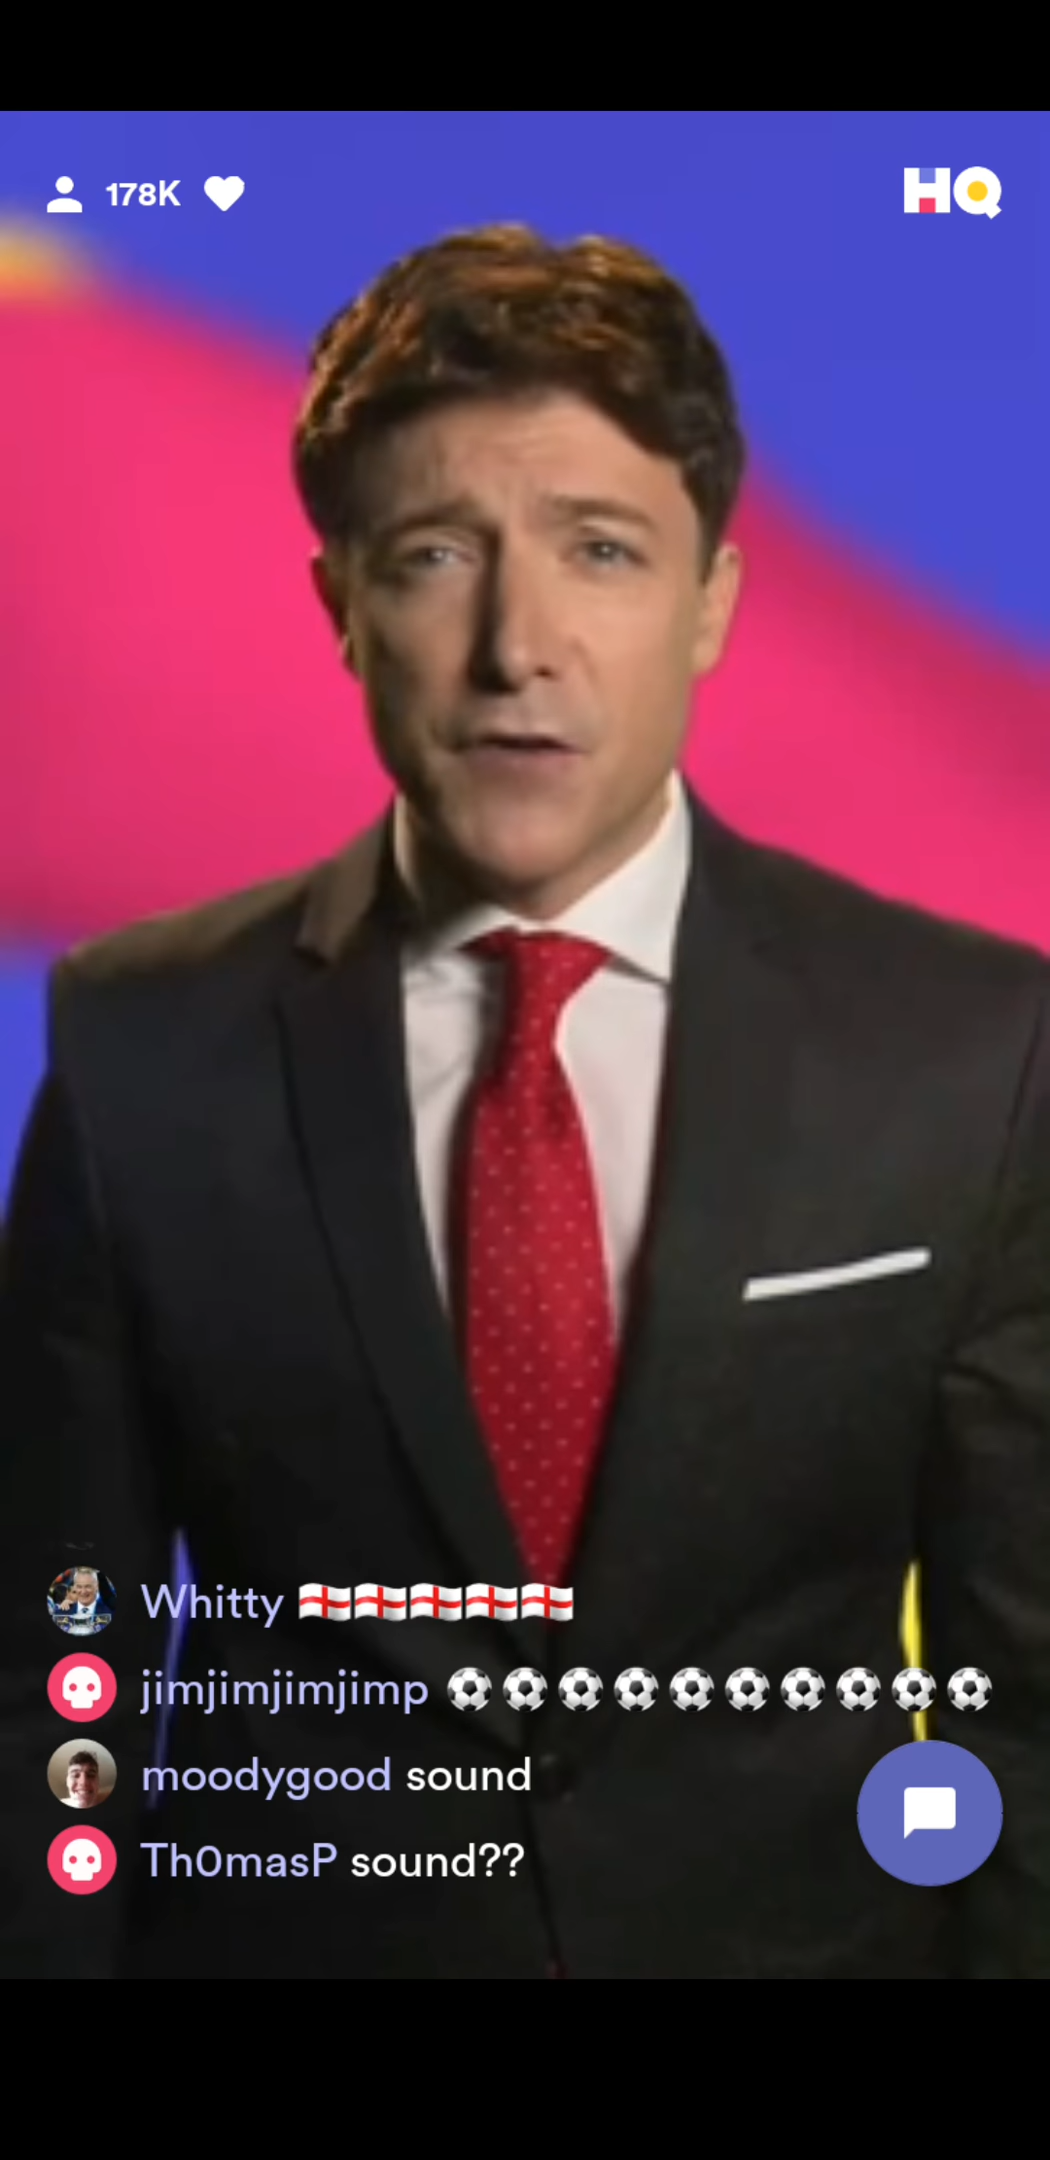 178K
HQ
Whitty 🏴󠁧󠁢󠁥󠁮󠁧󠁿🏴󠁧󠁢󠁥󠁮󠁧󠁿🏴󠁧󠁢󠁥󠁮󠁧󠁿🏴󠁧󠁢󠁥󠁮󠁧󠁿🏴󠁧󠁢󠁥󠁮󠁧󠁿
jimjimjimjimp ⚽⚽⚽⚽⚽⚽⚽⚽⚽⚽
moodygood sound
Th0masP sound??